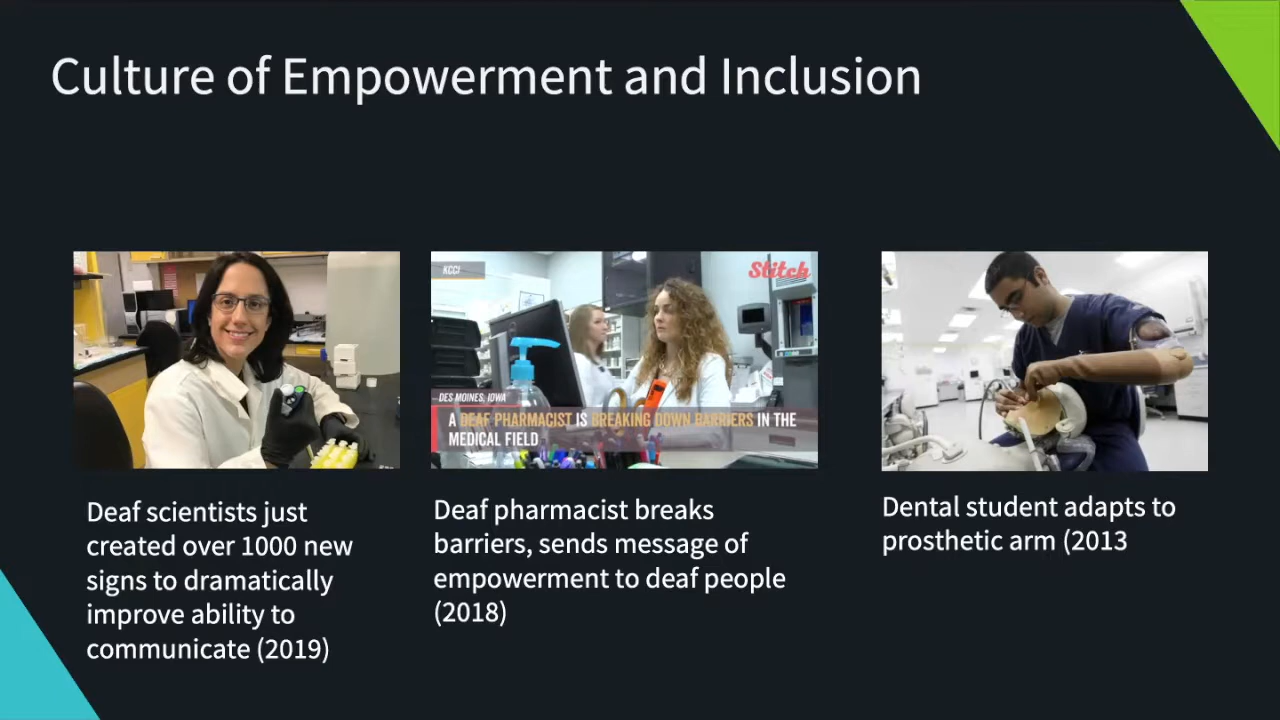 Culture of Empowerment and Inclusion
KCCI
Stitch
DES MOINES, IOWA
A DEAF PHARMACIST IS BREAKING DOWN BARRIERS IN THE
MEDICAL FIELD
Deaf scientists just
created over 1000 new
signs to dramatically
improve ability to
communicate (2019)
Deaf pharmacist breaks
barriers, sends message of
empowerment to deaf people
(2018)
Dental student adapts to
prosthetic arm (2013